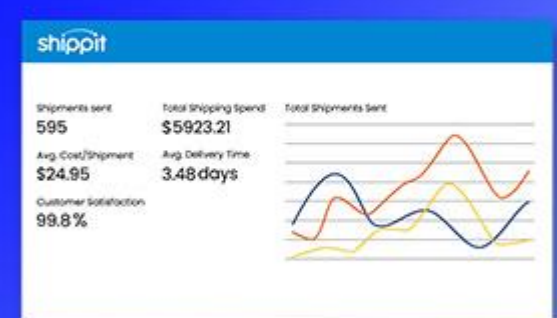 shippit
Shipments sent
595
Total Shipping Spend
$5923.21
Total Shipments Sent
Avg. Cost/Shipment
$24.95
Avg. Delivery Time
3.48 days
Customer Satisfaction
99.8%